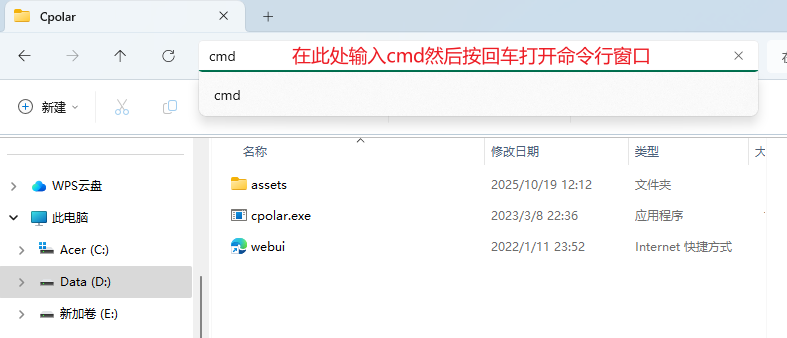 Cpolar
cmd 在此处输入cmd然后按回车打开命令行窗口
新建
cmd
名称 修改日期 类型
WPS云盘
assets 2025/10/19 12:12 文件夹
此电脑
cpolar.exe 2023/3/8 22:36 应用程序
Acer (C:)
webui 2022/1/11 23:52 Internet 快捷方式
Data (D:)
新加卷 (E:)